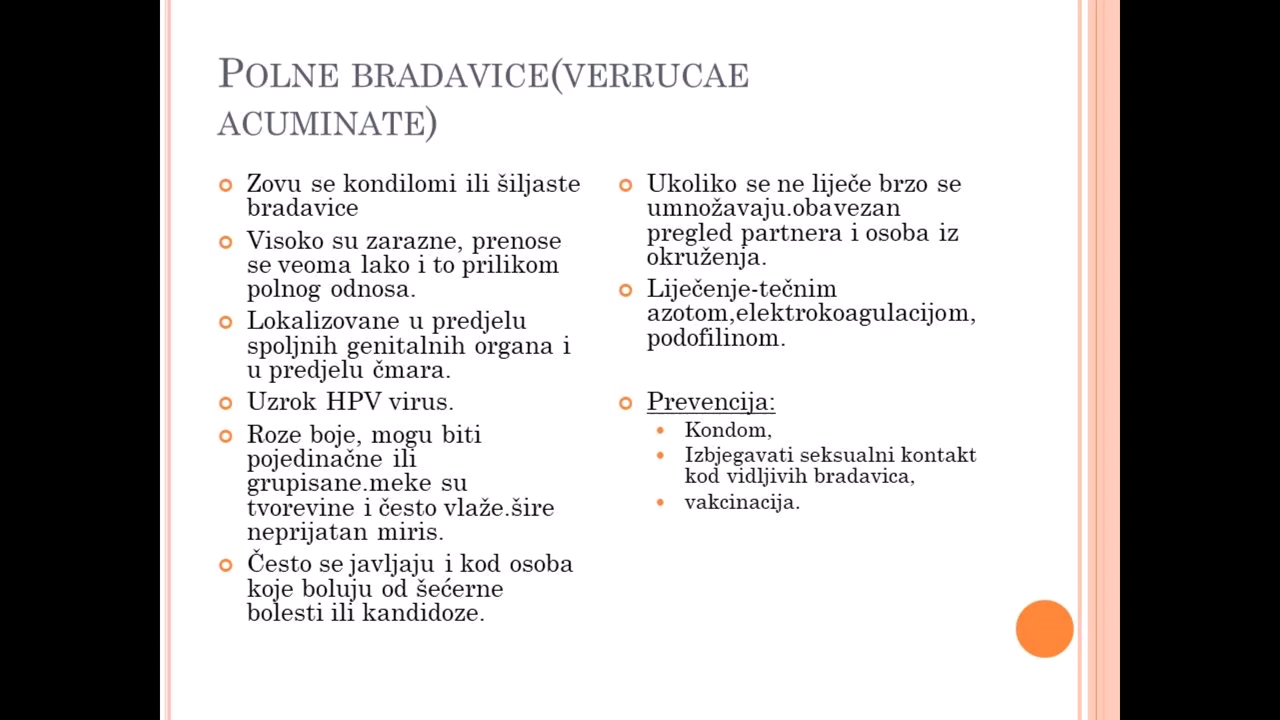 POLNE BRADAVICE(VERRUCAE
ACUMINATE)
Zovu se kondilomi ili šiljaste
bradavice
Visoko su zarazne, prenose
se veoma lako i to prilikom
polnog odnosa.
Lokalizovane u predjelu
spoljnih genitalnih organa i
u predjelu čmara.
Uzrok HPV virus.
Roze boje, mogu biti
pojedinačne ili
grupisane.meke su
tvorevine i često vlaže.šire
neprijatan miris.
Često se javljaju i kod osoba
koje boluju od šećerne
bolesti ili kandidoze.
Ukoliko se ne liječe brzo se
umnožavaju.obavezan
pregled partnera i osoba iz
okruženja.
Liječenje-tečnim
azotom,elektrokoagulacijom,
podofilinom.
Prevencija:
Kondom,
Izbjegavati seksualni kontakt
kod vidljivih bradavica,
vakcinacija.